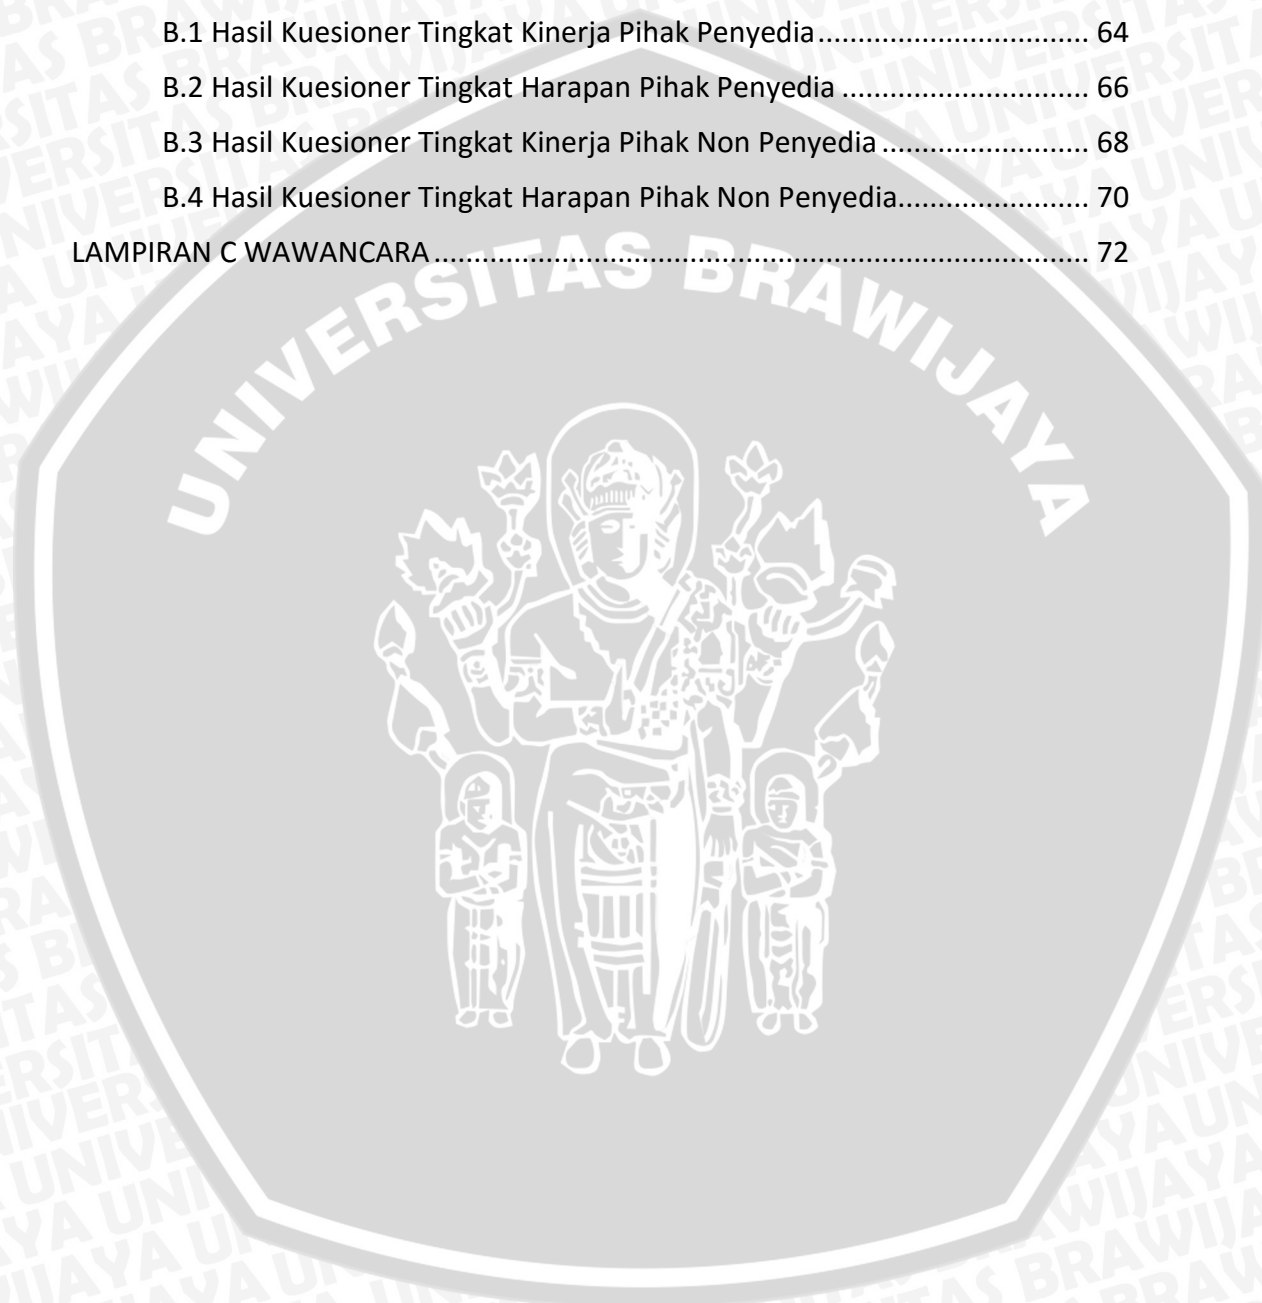 B.1 Hasil Kuesioner Tingkat Kinerja Pihak Penyedia.................................. 64
B.2 Hasil Kuesioner Tingkat Harapan Pihak Penyedia ............................... 66
B.3 Hasil Kuesioner Tingkat Kinerja Pihak Non Penyedia .......................... 68
B.4 Hasil Kuesioner Tingkat Harapan Pihak Non Penyedia........................ 70
LAMPIRAN C WAWANCARA .................................................................................. 72
UNIVERSITAS BRAWIJAYA